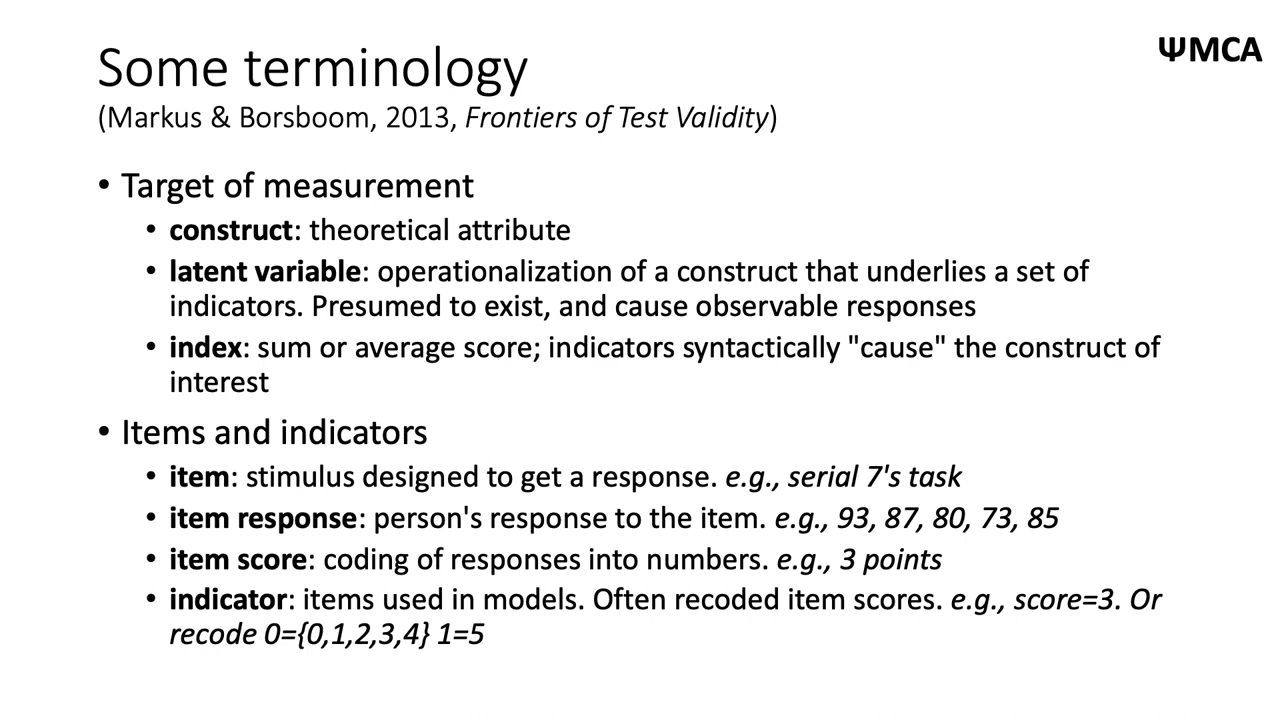 ΨMCA
Some terminology
(Markus & Borsboom, 2013, Frontiers of Test Validity)
• Target of measurement
• construct: theoretical attribute
• latent variable: operationalization of a construct that underlies a set of
indicators. Presumed to exist, and cause observable responses
• index: sum or average score; indicators syntactically "cause" the construct of
interest
• Items and indicators
• item: stimulus designed to get a response. e.g., serial 7's task
• item response: person's response to the item. e.g., 93, 87, 80, 73, 85
• item score: coding of responses into numbers. e.g., 3 points
• indicator: items used in models. Often recoded item scores. e.g., score=3. Or
recode 0={0,1,2,3,4} 1=5